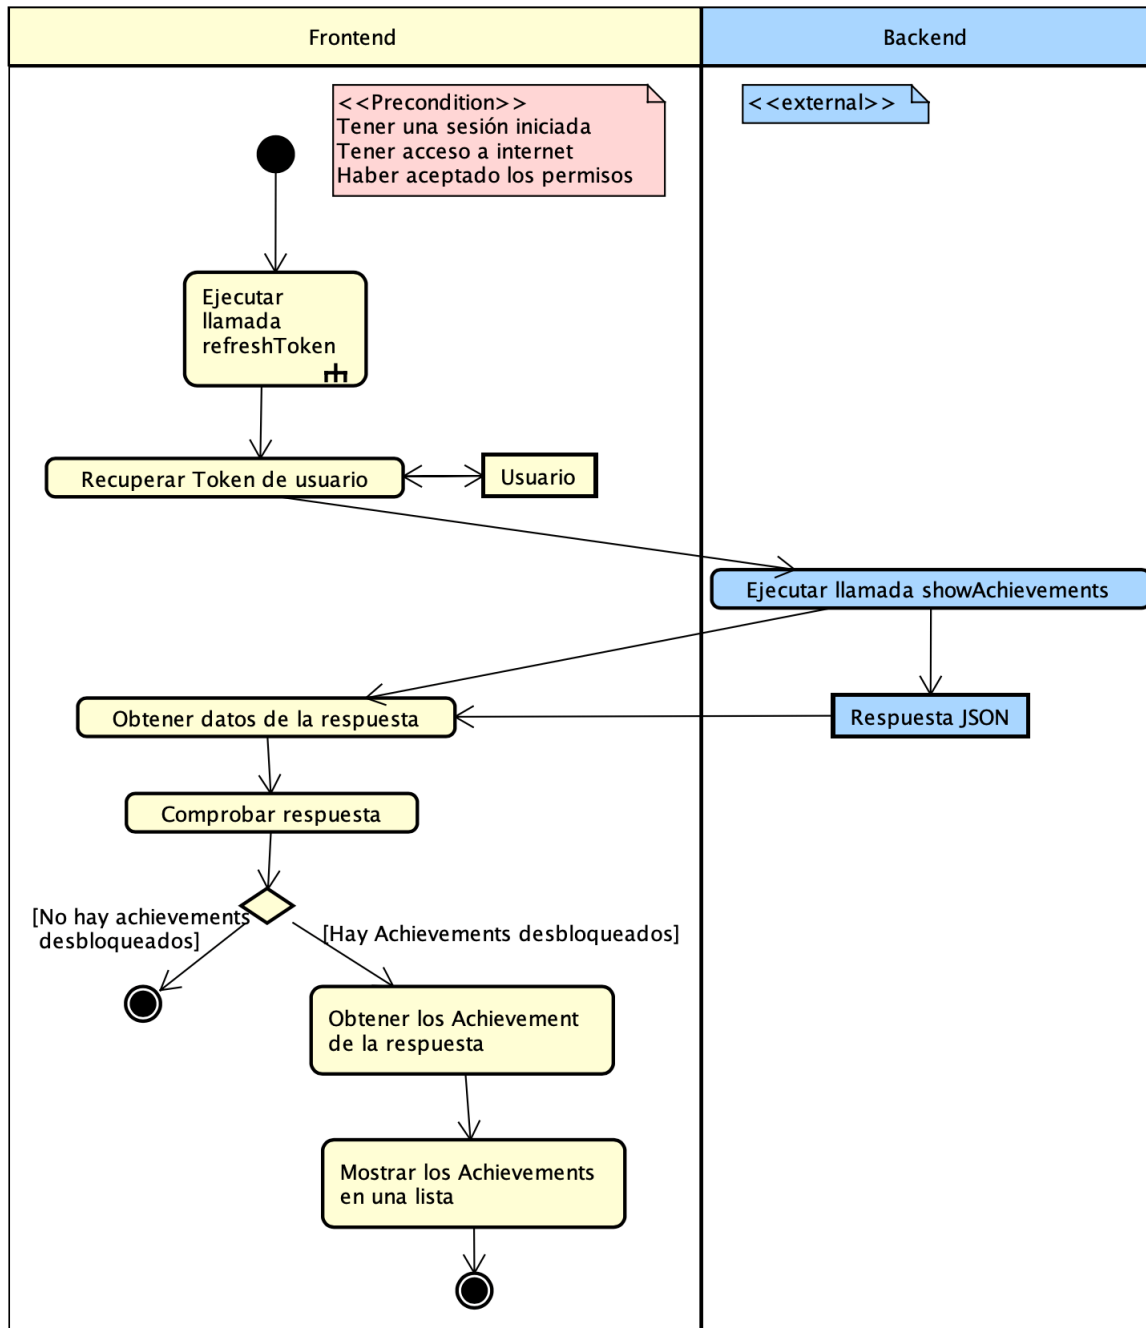 Frontend
Backend
<<Precondition>>
Tener una sesión iniciada
Tener acceso a internet
Haber aceptado los permisos
<<external>>
Ejecutar
llamada
refreshToken
Recuperar Token de usuario
Usuario
Ejecutar llamada showAchievements
Obtener datos de la respuesta
Respuesta JSON
Comprobar respuesta
[No hay achievements
desbloqueados]
[Hay Achievements desbloqueados]
Obtener los Achievement
de la respuesta
Mostrar los Achievements
en una lista